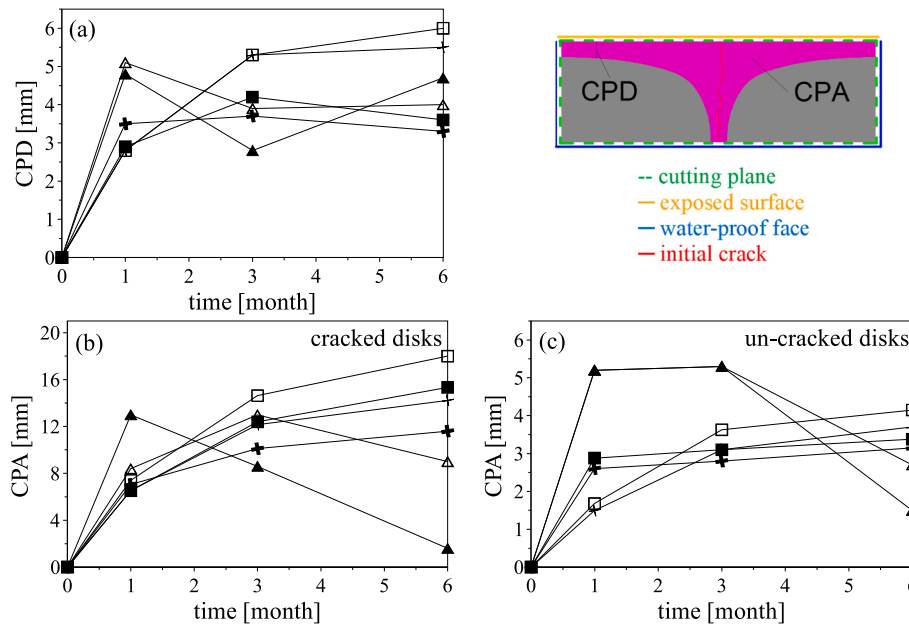 (a)
6
5
4
3
2
1
0
CPD [mm]
0 1 2 3 4 5 6
time [month]
CPD
CPA
cutting plane
exposed surface
water-proof face
initial crack
(b)
cracked disks
20
16
12
8
4
0
CPA [mm]
0 1 2 3 4 5 6
time [month]
(c)
un-cracked disks
6
5
4
3
2
1
0
CPA [mm]
0 1 2 3 4 5 6
time [month]